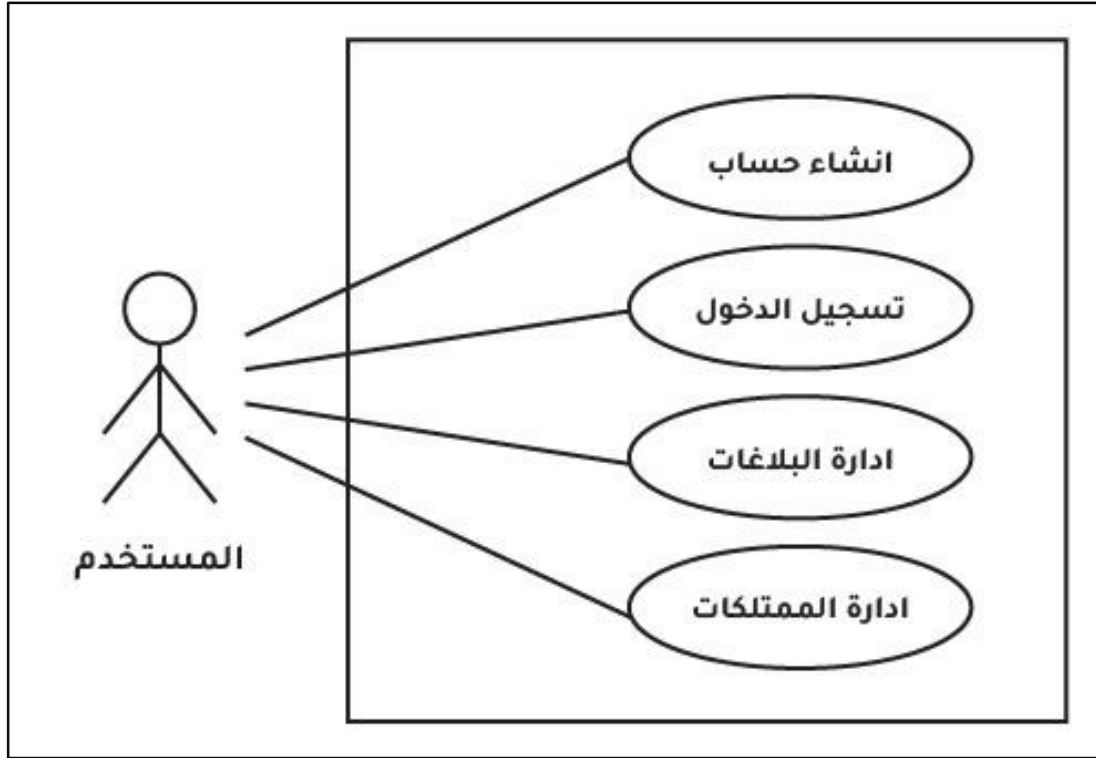 انشاء حساب
تسجيل الدخول
ادارة البلاغات
ادارة الممتلكات
المستخدم